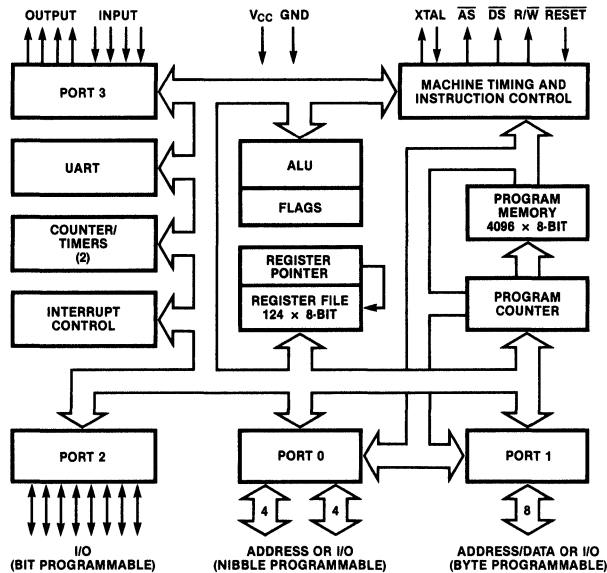 OUTPUT INPUT
VCC GND
XTAL AS DS R/W RESET
PORT 3
MACHINE TIMING AND
INSTRUCTION CONTROL
UART
ALU
FLAGS
COUNTER/
TIMERS
(2)
PROGRAM
MEMORY
4096 × 8-BIT
REGISTER
POINTER
REGISTER FILE
124 × 8-BIT
INTERRUPT
CONTROL
PROGRAM
COUNTER
PORT 2
PORT 0
PORT 1
4 4 8
I/O
(BIT PROGRAMMABLE)
ADDRESS OR I/O
(NIBBLE PROGRAMMABLE)
ADDRESS/DATA OR I/O
(BYTE PROGRAMMABLE)